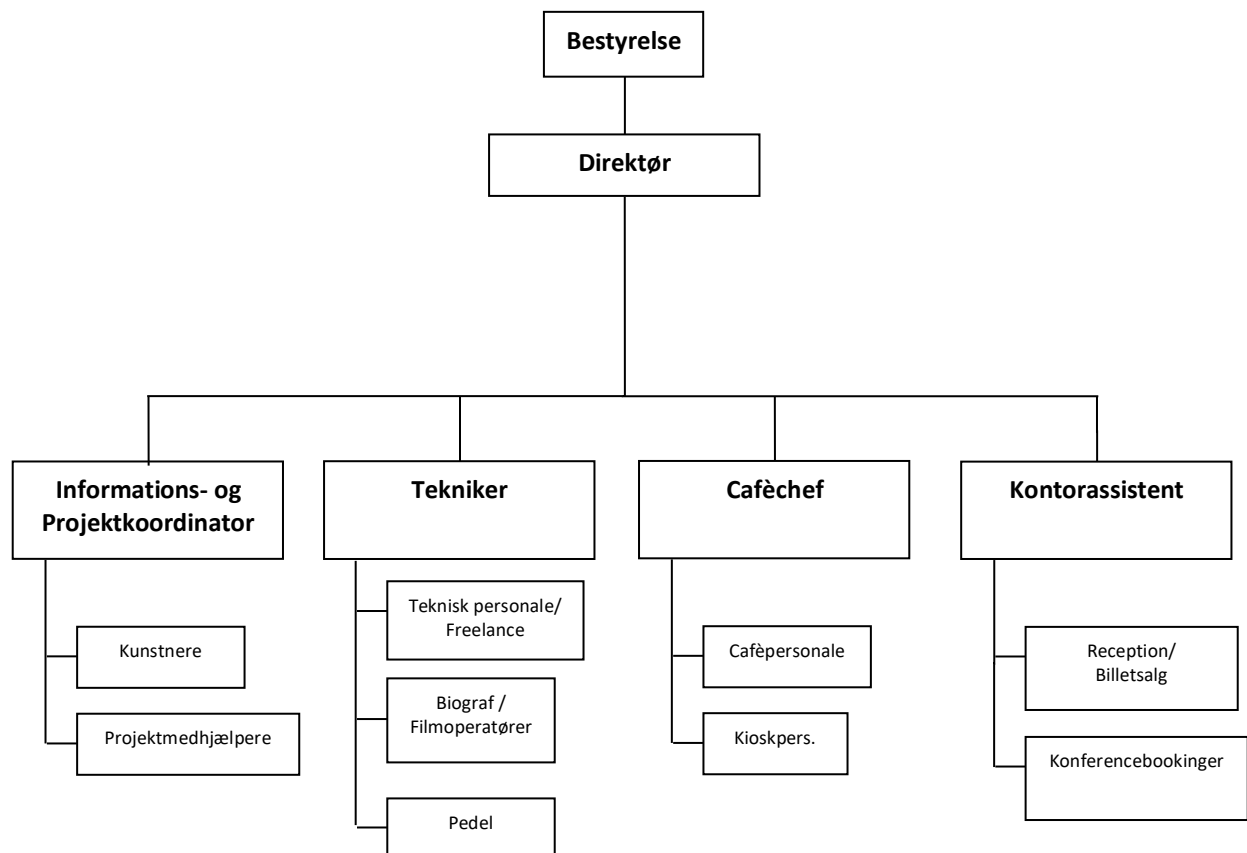 Bestyrelse
Direktør
Informations- og
Projektkoordinator
Kunstnere
Projektmedhjælpere
Tekniker
Teknisk personale/
Freelance
Biograf /
Filmoperatører
Pedel
Cafèchef
Cafèpersonale
Kioskpers.
Kontorassistent
Reception/
Billetsalg
Konferencebookinger